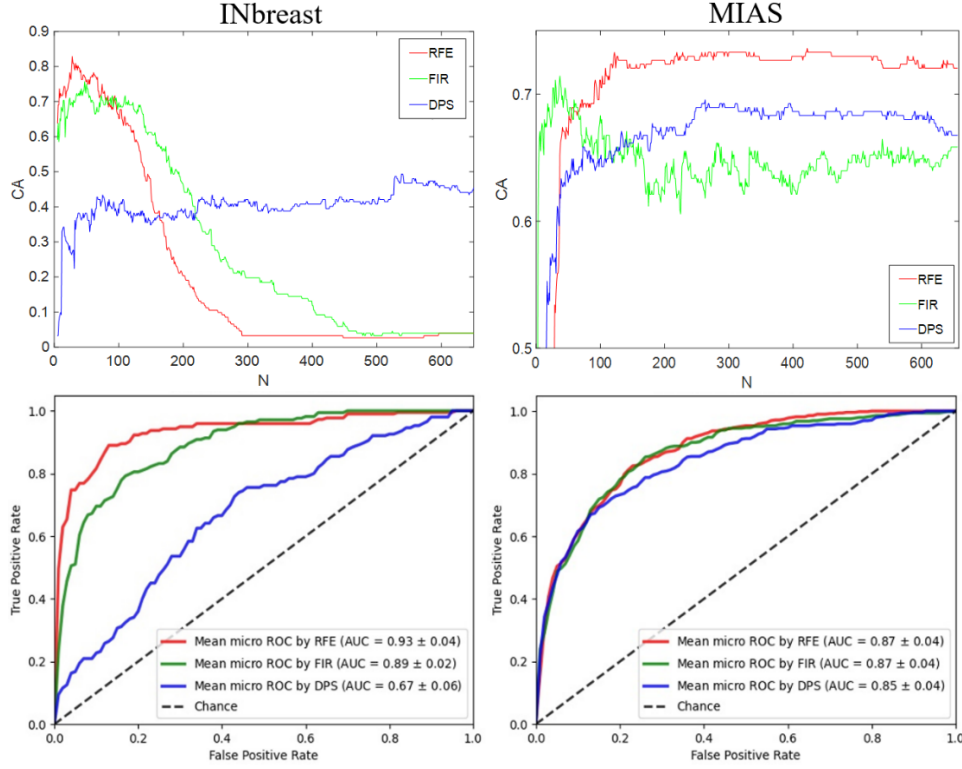 INbreast
MIAS
0.9
0.8
0.7
0.6
0.5
0.4
0.3
0.2
0.1
0
CA
RFE
FIR
DPS
0 100 200 300 400 500 600
N
0.7
0.6
0.5
CA
RFE
FIR
DPS
0 100 200 300 400 500 600
N
1.0
0.8
0.6
0.4
0.2
0.0
True Positive Rate
Mean micro ROC by RFE (AUC = 0.93 ± 0.04)
Mean micro ROC by FIR (AUC = 0.89 ± 0.02)
Mean micro ROC by DPS (AUC = 0.67 ± 0.06)
Chance
0.0 0.2 0.4 0.6 0.8 1.0
False Positive Rate
1.0
0.8
0.6
0.4
0.2
0.0
True Positive Rate
Mean micro ROC by RFE (AUC = 0.87 ± 0.04)
Mean micro ROC by FIR (AUC = 0.87 ± 0.04)
Mean micro ROC by DPS (AUC = 0.85 ± 0.04)
Chance
0.0 0.2 0.4 0.6 0.8 1.0
False Positive Rate